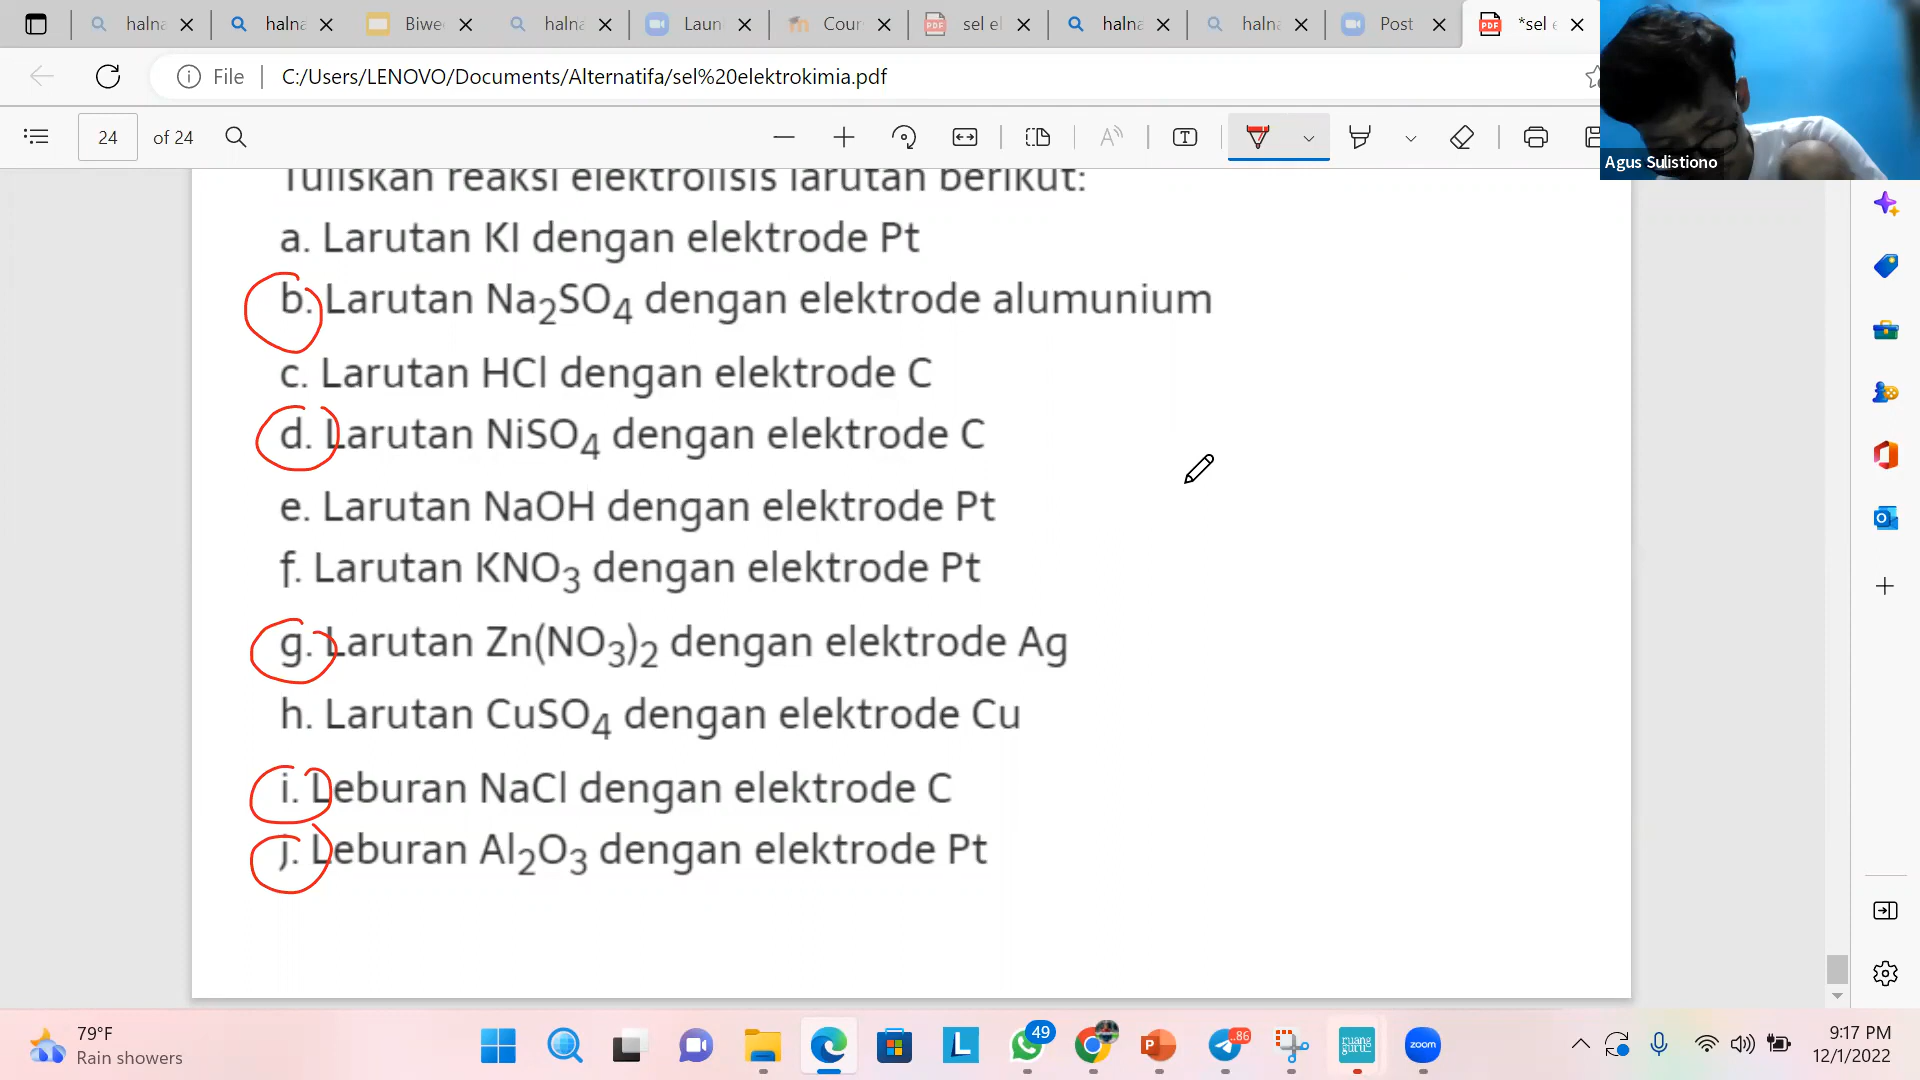 halna
halna
Biwe
halna
Laun
Cour
sel el
halna
halna
Post
*sel e
File
C:/Users/LENOVO/Documents/Alternatifa/sel%20elektrokimia.pdf
24 of 24
Agus Sulistiono
Tuliskan reaksi elektrolisis larutan berikut:
a. Larutan KI dengan elektrode Pt
b. Larutan Na₂SO₄ dengan elektrode alumunium
c. Larutan HCl dengan elektrode C
d. Larutan NiSO₄ dengan elektrode C
e. Larutan NaOH dengan elektrode Pt
f. Larutan KNO₃ dengan elektrode Pt
g. Larutan Zn(NO₃)₂ dengan elektrode Ag
h. Larutan CuSO₄ dengan elektrode Cu
i. Leburan NaCl dengan elektrode C
j. Leburan Al₂O₃ dengan elektrode Pt
79°F
Rain showers
49
86
ruang
guru
zoom
9:17 PM
12/1/2022